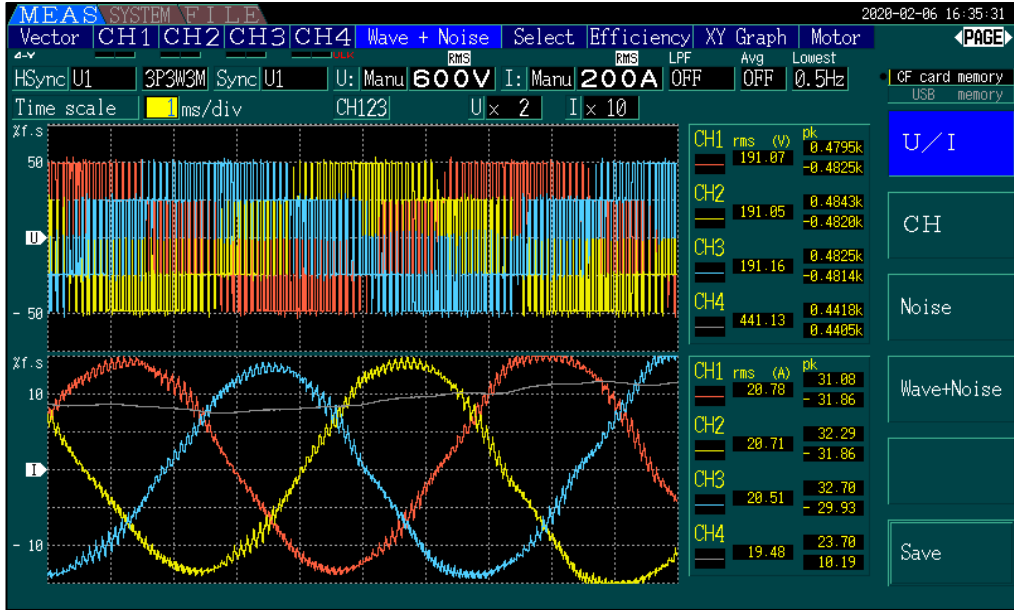 MEAS SYSTEM FILE 2020-02-06 16:35:31
Vector CH1 CH2 CH3 CH4 Wave + Noise Select Efficiency XY Graph Motor PAGE
Δ-Y RMS RMS LPF Avg Lowest
HSync U1 3P3W3M Sync U1 U: Manu 600V I: Manu 200A OFF OFF 0.5Hz
CF card memory
USB memory
Time scale 1 ms/div CH123 U× 2 I× 10
%f.s
50
U
- 50
CH1 rms (V) pk
191.07 0.4795k
-0.4825k
CH2
191.05 0.4843k
-0.4820k
CH3
191.16 0.4825k
-0.4814k
CH4
441.13 0.4418k
0.4405k
%f.s
10
I
- 10
CH1 rms (A) pk
20.78 31.08
- 31.86
CH2
20.71 32.29
- 31.86
CH3
20.51 32.70
- 29.93
CH4
19.48 23.70
10.19
U/I
CH
Noise
Wave+Noise
Save